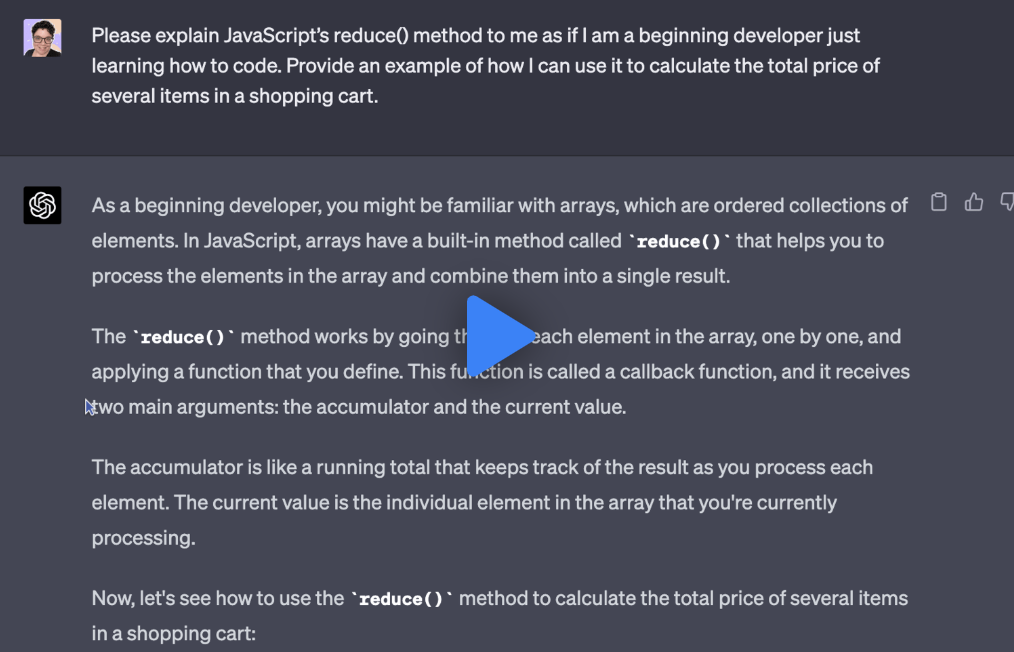 Please explain JavaScript's reduce() method to me as if I am a beginning developer just
learning how to code. Provide an example of how I can use it to calculate the total price of
several items in a shopping cart.
As a beginning developer, you might be familiar with arrays, which are ordered collections of
elements. In JavaScript, arrays have a built-in method called `reduce()` that helps you to
process the elements in the array and combine them into a single result.
The `reduce()` method works by going each element in the array, one by one, and
applying a function that you define. This function is called a callback function, and it receives
two main arguments: the accumulator and the current value.
The accumulator is like a running total that keeps track of the result as you process each
element. The current value is the individual element in the array that you're currently
processing.
Now, let's see how to use the `reduce()` method to calculate the total price of several items
in a shopping cart: